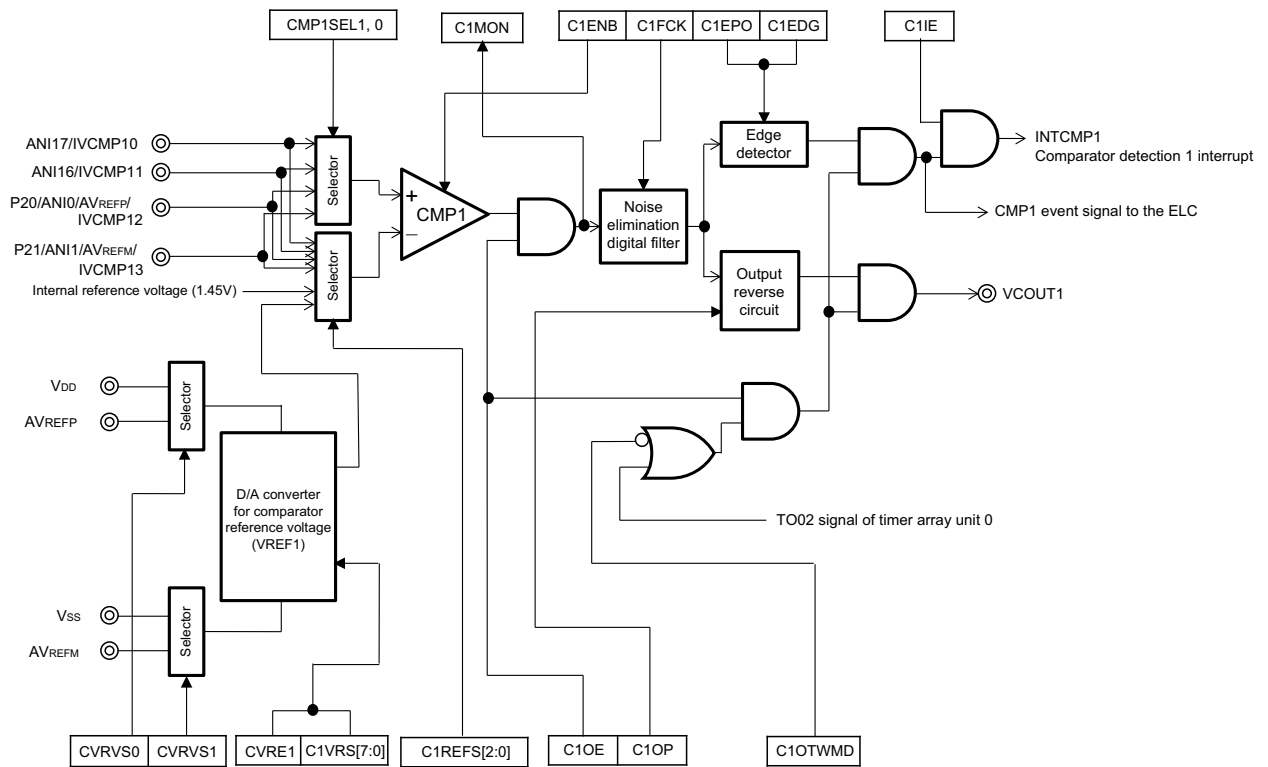 CMP1SEL1, 0
C1MON
C1ENB
C1FCK
C1EPO
C1EDG
C1IE
ANI17/IVCMP10
ANI16/IVCMP11
P20/ANI0/AVREFP/
IVCMP12
P21/ANI1/AVREFM/
IVCMP13
Internal reference voltage (1.45V)
Selector
Selector
+
−
CMP1
Noise
elimination
digital filter
Edge
detector
Output
reverse
circuit
INTCMP1
Comparator detection 1 interrupt
CMP1 event signal to the ELC
VCOUT1
VDD
AVREFP
Selector
D/A converter
for comparator
reference voltage
(VREF1)
TO02 signal of timer array unit 0
VSS
AVREFM
Selector
CVRVS0
CVRVS1
CVRE1
C1VRS[7:0]
C1REFS[2:0]
C1OE
C1OP
C1OTWMD